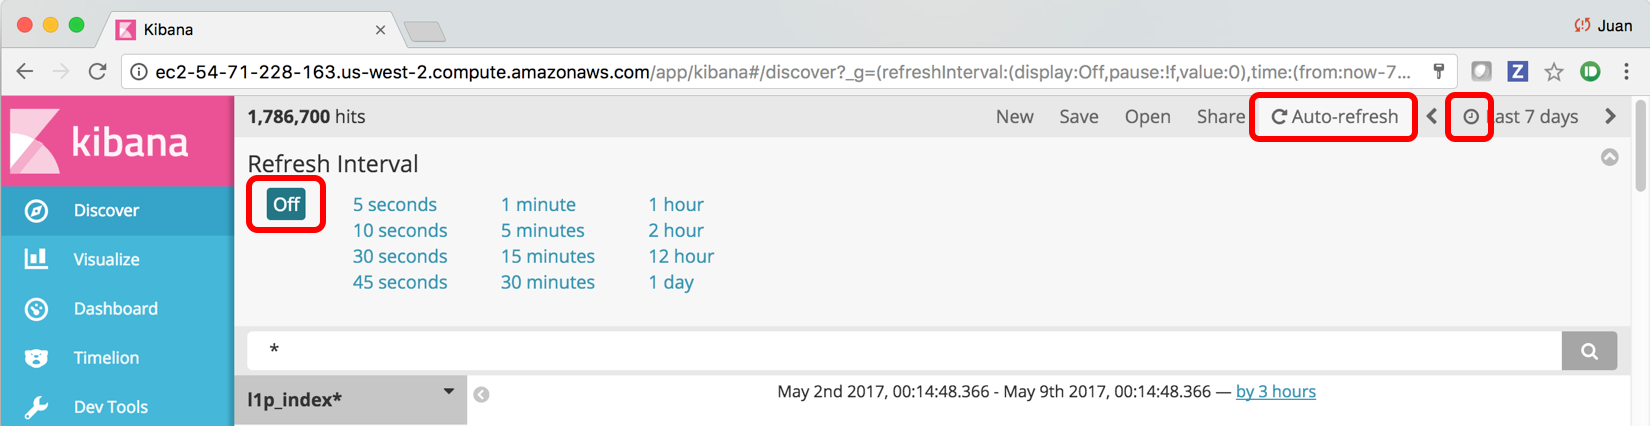 Kibana
Juan
ec2-54-71-228-163.us-west-2.compute.amazonaws.com/app/kibana#/discover?_g=(refreshInterval:(display:Off,pause:!f,value:0),time:(from:now-7...
kibana
1,786,700 hits
New Save Open Share Auto-refresh Last 7 days
Refresh Interval
Off 5 seconds 1 minute 1 hour
10 seconds 5 minutes 2 hour
30 seconds 15 minutes 12 hour
45 seconds 30 minutes 1 day
Discover
Visualize
Dashboard
Timelion
Dev Tools
*
l1p_index*
May 2nd 2017, 00:14:48.366 - May 9th 2017, 00:14:48.366 — by 3 hours